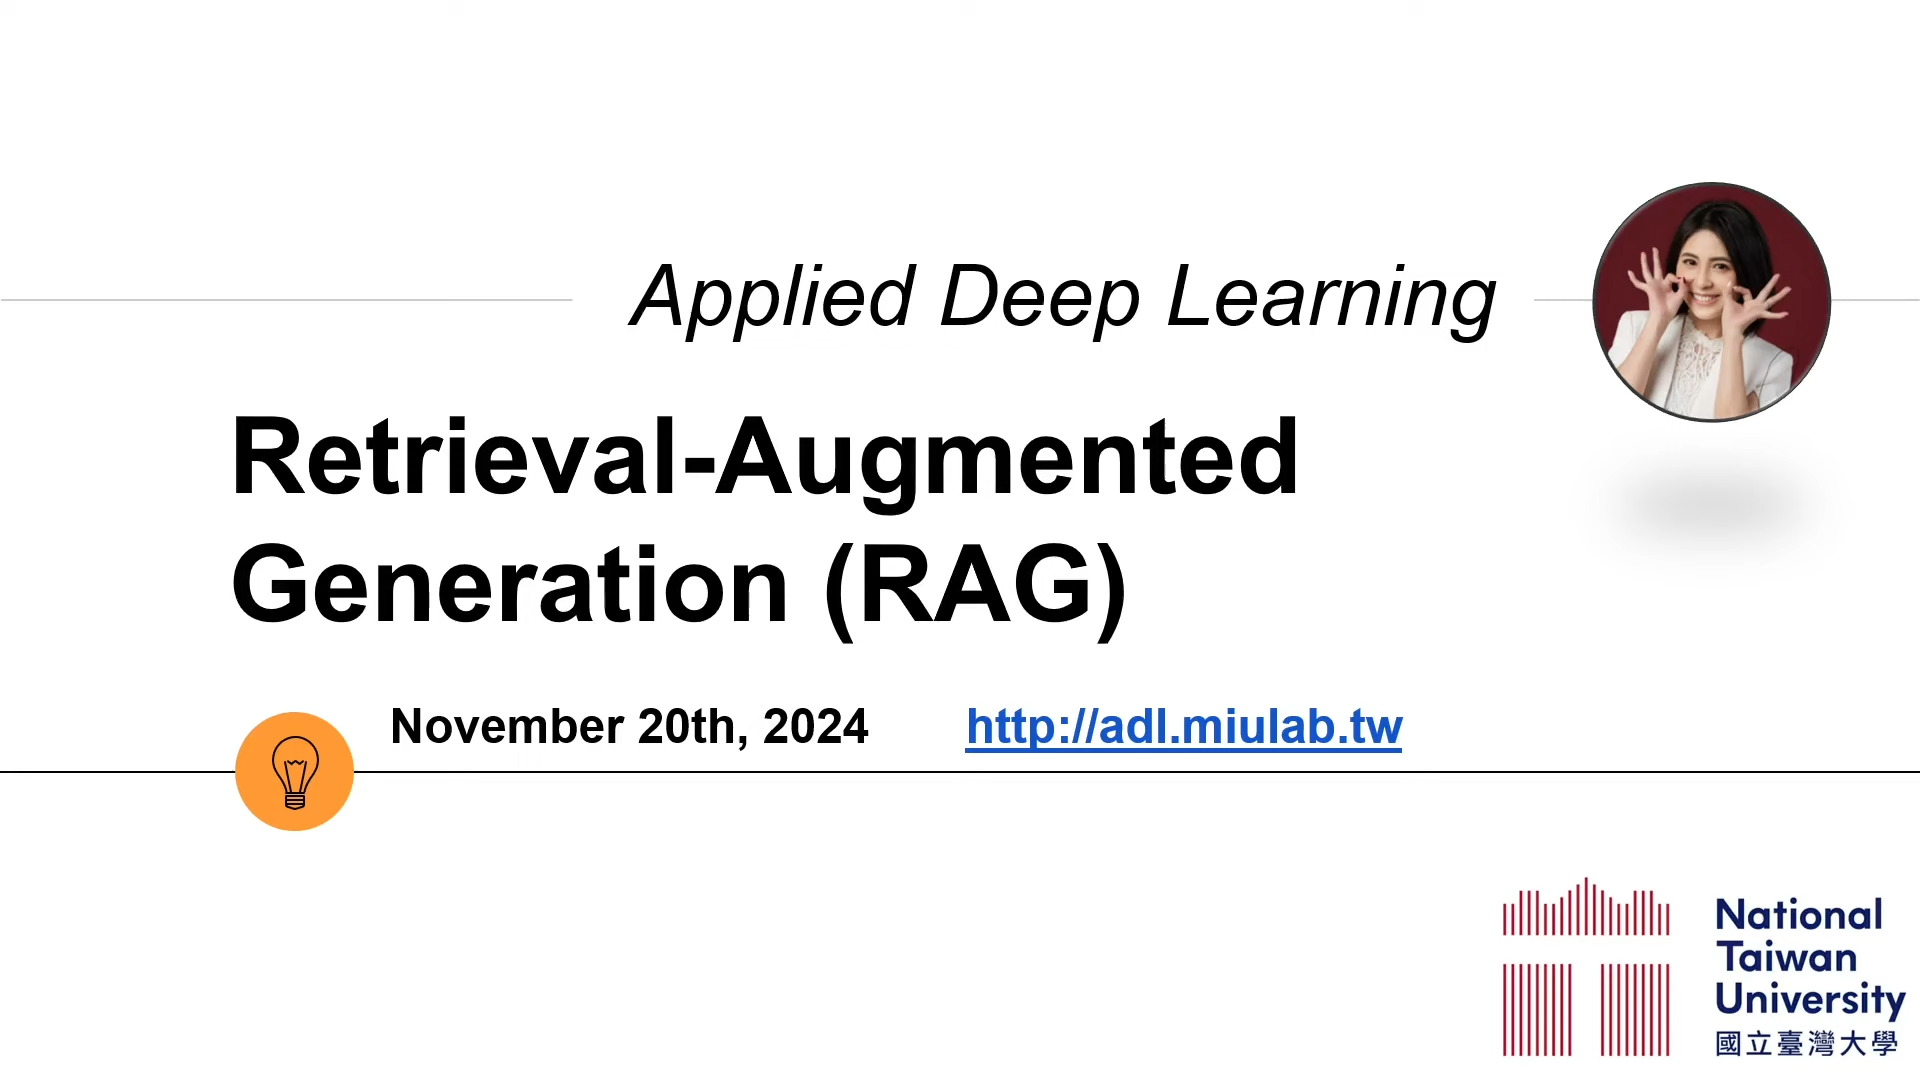 Applied Deep Learning
Retrieval-Augmented
Generation (RAG)
November 20th, 2024 http://adl.miulab.tw
National
Taiwan
University
國立臺灣大學